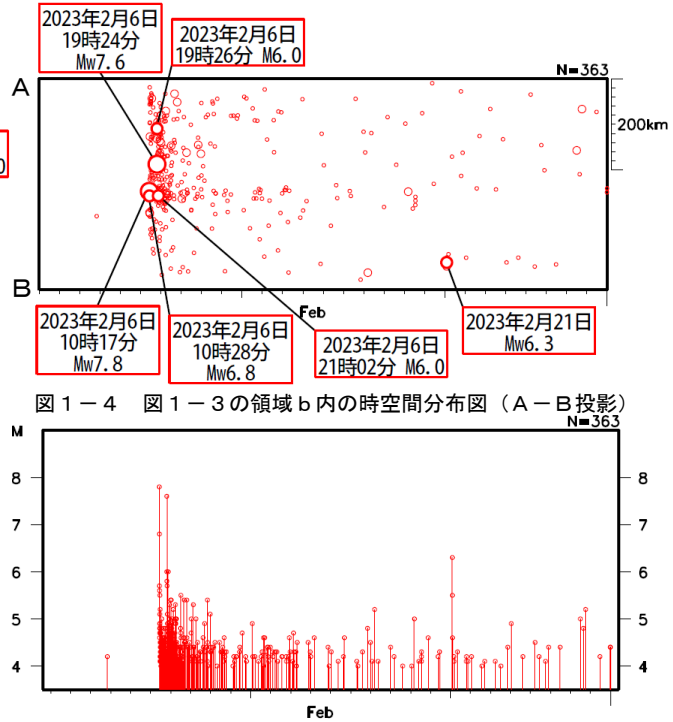 2023年2月6日
19時24分
Mw7.6
2023年2月6日
19時26分 M6.0
N=363
A
200km
0
B
Feb
2023年2月6日
10時17分
Mw7.8
2023年2月6日
10時28分
Mw6.8
2023年2月6日
21時02分 M6.0
2023年2月21日
Mw6.3
図1-4 図1-3の領域b内の時空間分布図(A-B投影)
N=363
M
8
7
6
5
4
8
7
6
5
4
Feb